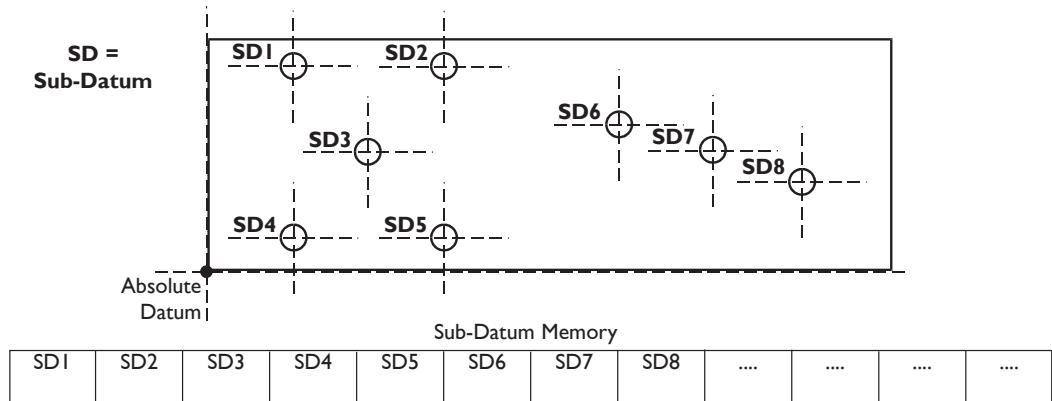 SD =
Sub-Datum
SD1
SD2
SD3
SD4
SD5
SD6
SD7
SD8
Absolute
Datum
Sub-Datum Memory
SD1 SD2 SD3 SD4 SD5 SD6 SD7 SD8 .... .... .... ....